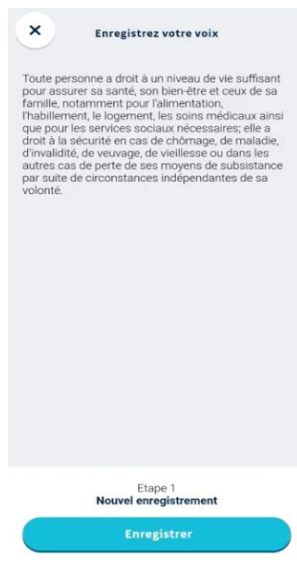 Enregistrez votre voix
Toute personne a droit à un niveau de vie suffisant
pour assurer sa santé, son bien-être et ceux de sa
famille, notamment pour l'alimentation,
l'habillement, le logement, les soins médicaux ainsi
que pour les services sociaux nécessaires; elle a
droit à la sécurité en cas de chômage, de maladie,
d'invalidité, de veuvage, de vieillesse ou dans les
autres cas de perte de ses moyens de subsistance
par suite de circonstances indépendantes de sa
volonté.
Etape 1
Nouvel enregistrement
Enregistrer